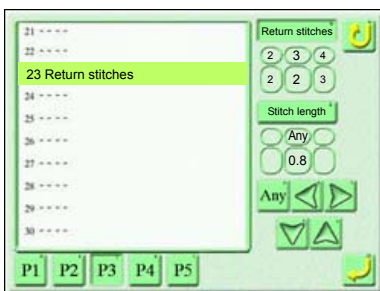 21 ----
22 ----
23 Return stitches
24 ----
25 ----
26 ----
27 ----
28 ----
29 ----
30 ----
Return stitches
2 3 4
2 2 3
Stitch length
Any
0.8
Any
P1 P2 P3 P4 P5